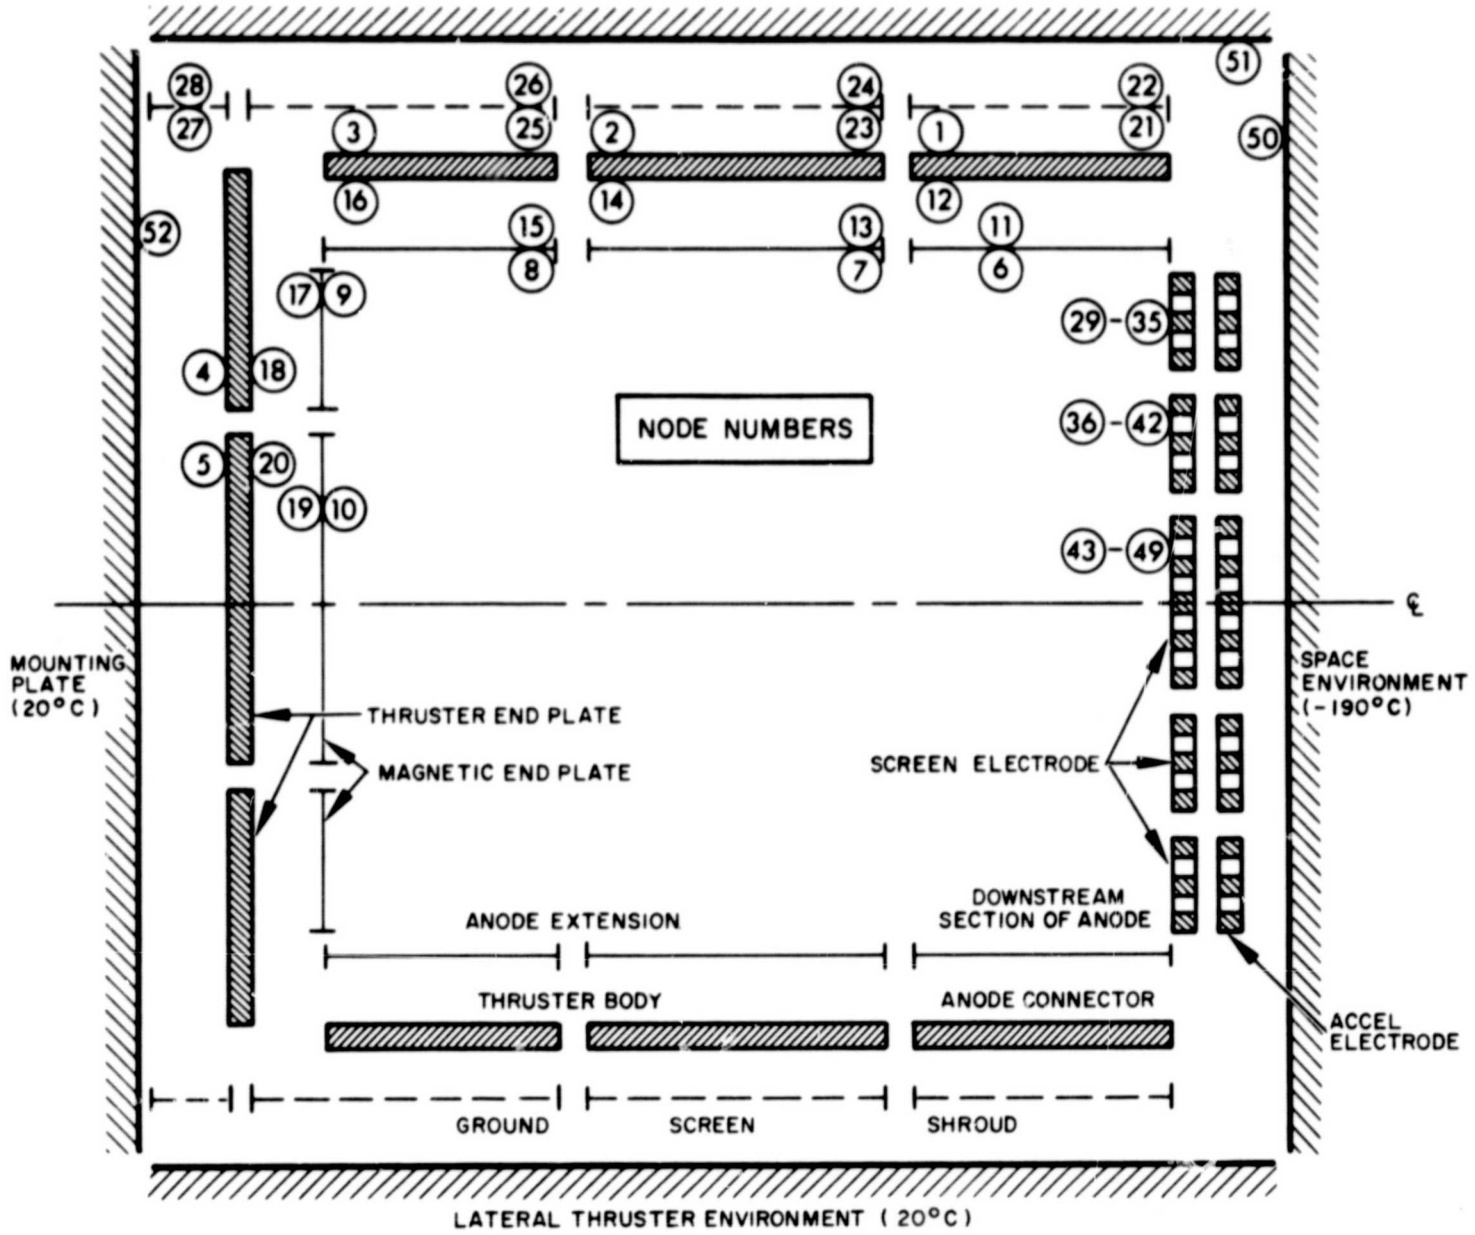 51
28
26
24
22
27
3
25
2
23
1
21
50
16
14
12
52
15
13
11
8
7
6
17
9
29 - 35
4
18
36 - 42
NODE NUMBERS
5
20
19
10
43 - 49
℄
MOUNTING
PLATE
(20°C)
SPACE
ENVIRONMENT
(-190°C)
THRUSTER END PLATE
MAGNETIC END PLATE
SCREEN ELECTRODE
ANODE EXTENSION
DOWNSTREAM
SECTION OF ANODE
THRUSTER BODY
ANODE CONNECTOR
ACCEL
ELECTRODE
GROUND SCREEN SHROUD
LATERAL THRUSTER ENVIRONMENT (20°C)